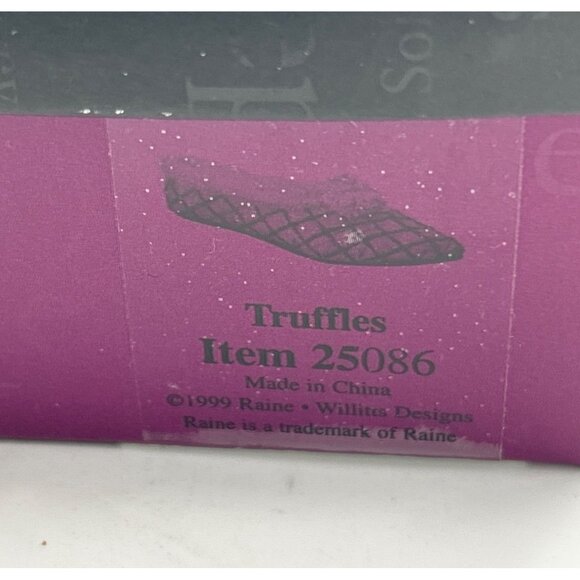 Truffles
Item 25086
Made in China
©1999 Raine • Willitts Designs
Raine is a trademark of Raine